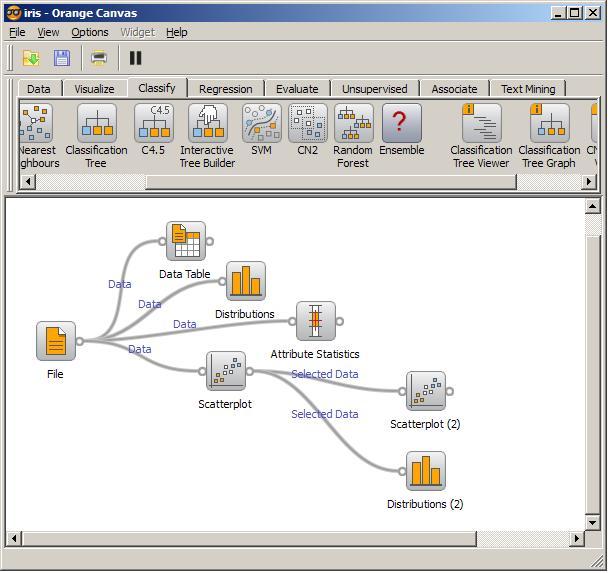 iris - Orange Canvas
File View Options Widget Help
Data Visualize Classify Regression Evaluate Unsupervised Associate Text Mining
C4.5
?
i
i
Nearest Classification C4.5 Interactive SVM CN2 Random Ensemble Classification Classification
ghbours Tree Tree Builder Forest Tree Viewer Tree Graph
Data Table
Data
Data
Distributions
Data
Data
Attribute Statistics
File
Selected Data
Scatterplot
Selected Data
Scatterplot (2)
Distributions (2)